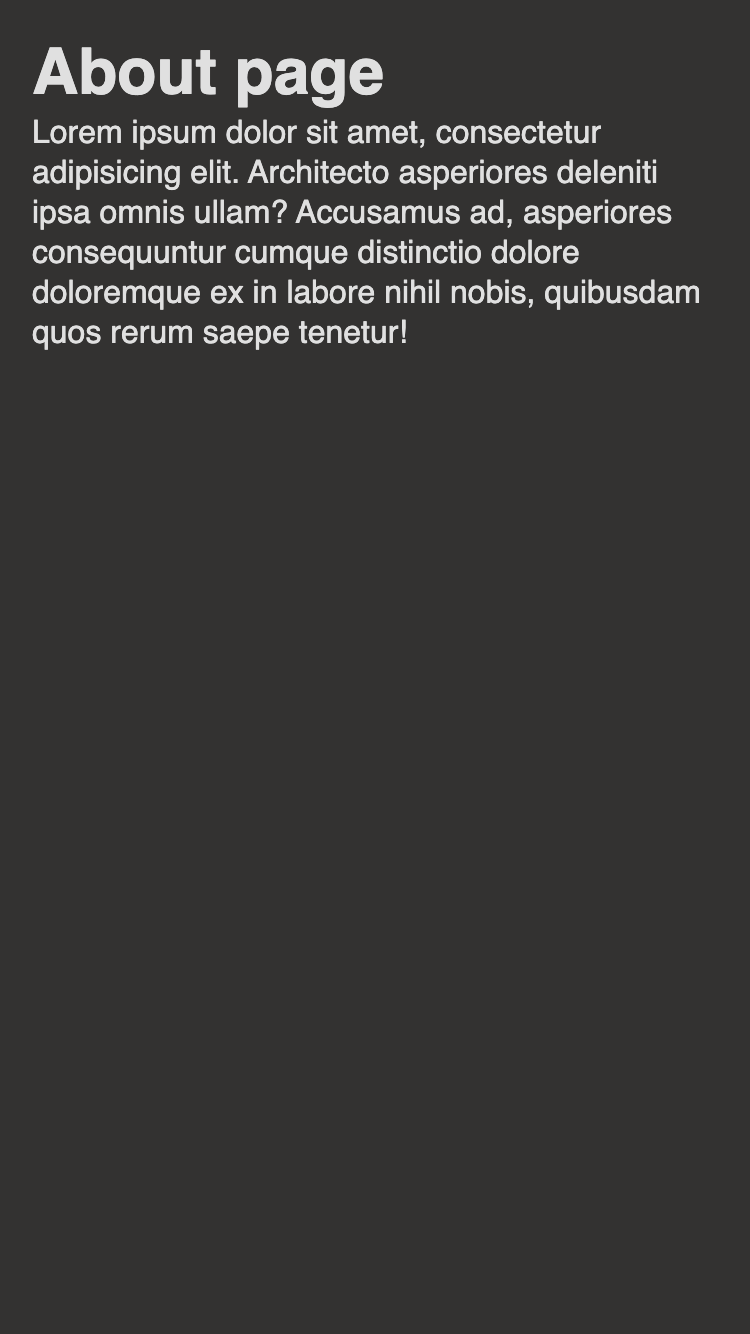 About page
Lorem ipsum dolor sit amet, consectetur
adipisicing elit. Architecto asperiores deleniti
ipsa omnis ullam? Accusamus ad, asperiores
consequuntur cumque distinctio dolore
doloremque ex in labore nihil nobis, quibusdam
quos rerum saepe tenetur!